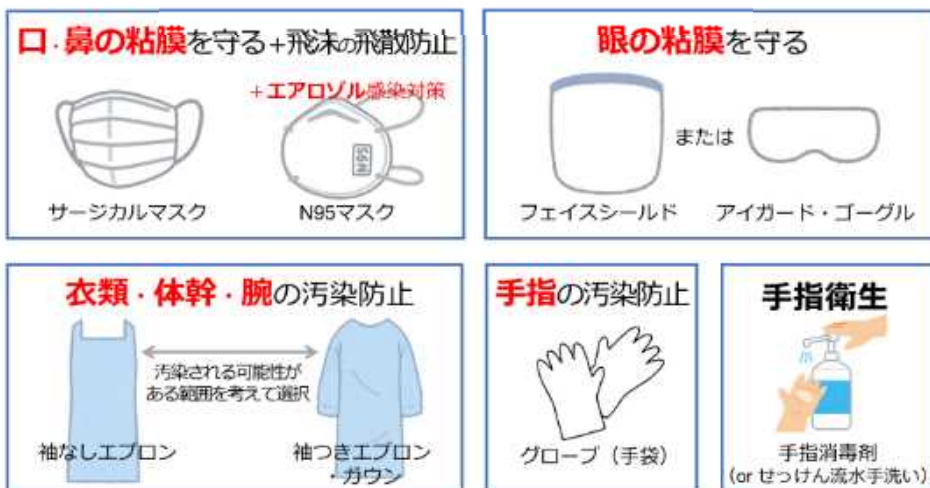 口・鼻の粘膜を守る+飛沫の飛散防止
+エアロゾル感染対策
N95
サージカルマスク
N95マスク
眼の粘膜を守る
または
フェイスシールド
アイガード・ゴーグル
衣類・体幹・腕の汚染防止
汚染される可能性が
ある範囲を考えて選択
袖なしエプロン
袖つきエプロン
・ガウン
手指の汚染防止
グローブ（手袋）
手指衛生
手指消毒剤
(or せっけん流水手洗い)